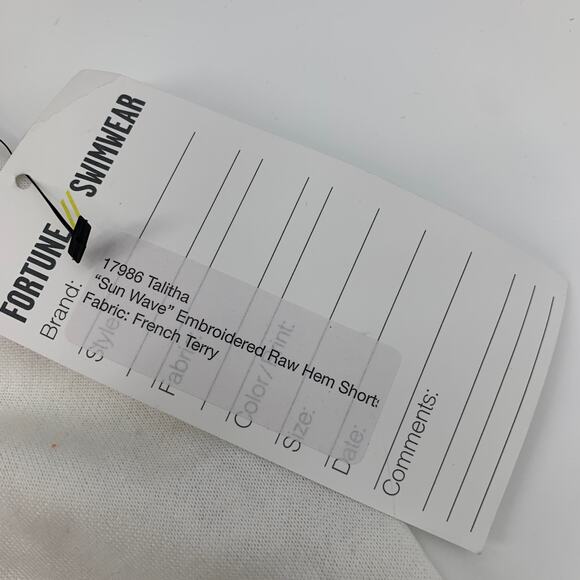 FORTUNE // SWIMWEAR
Brand:
Style:
Fabric:
Color/Print:
Size:
Date:
Comments:
17986 Talitha
"Sun Wave" Embroidered Raw Hem Shorts
Fabric: French Terry